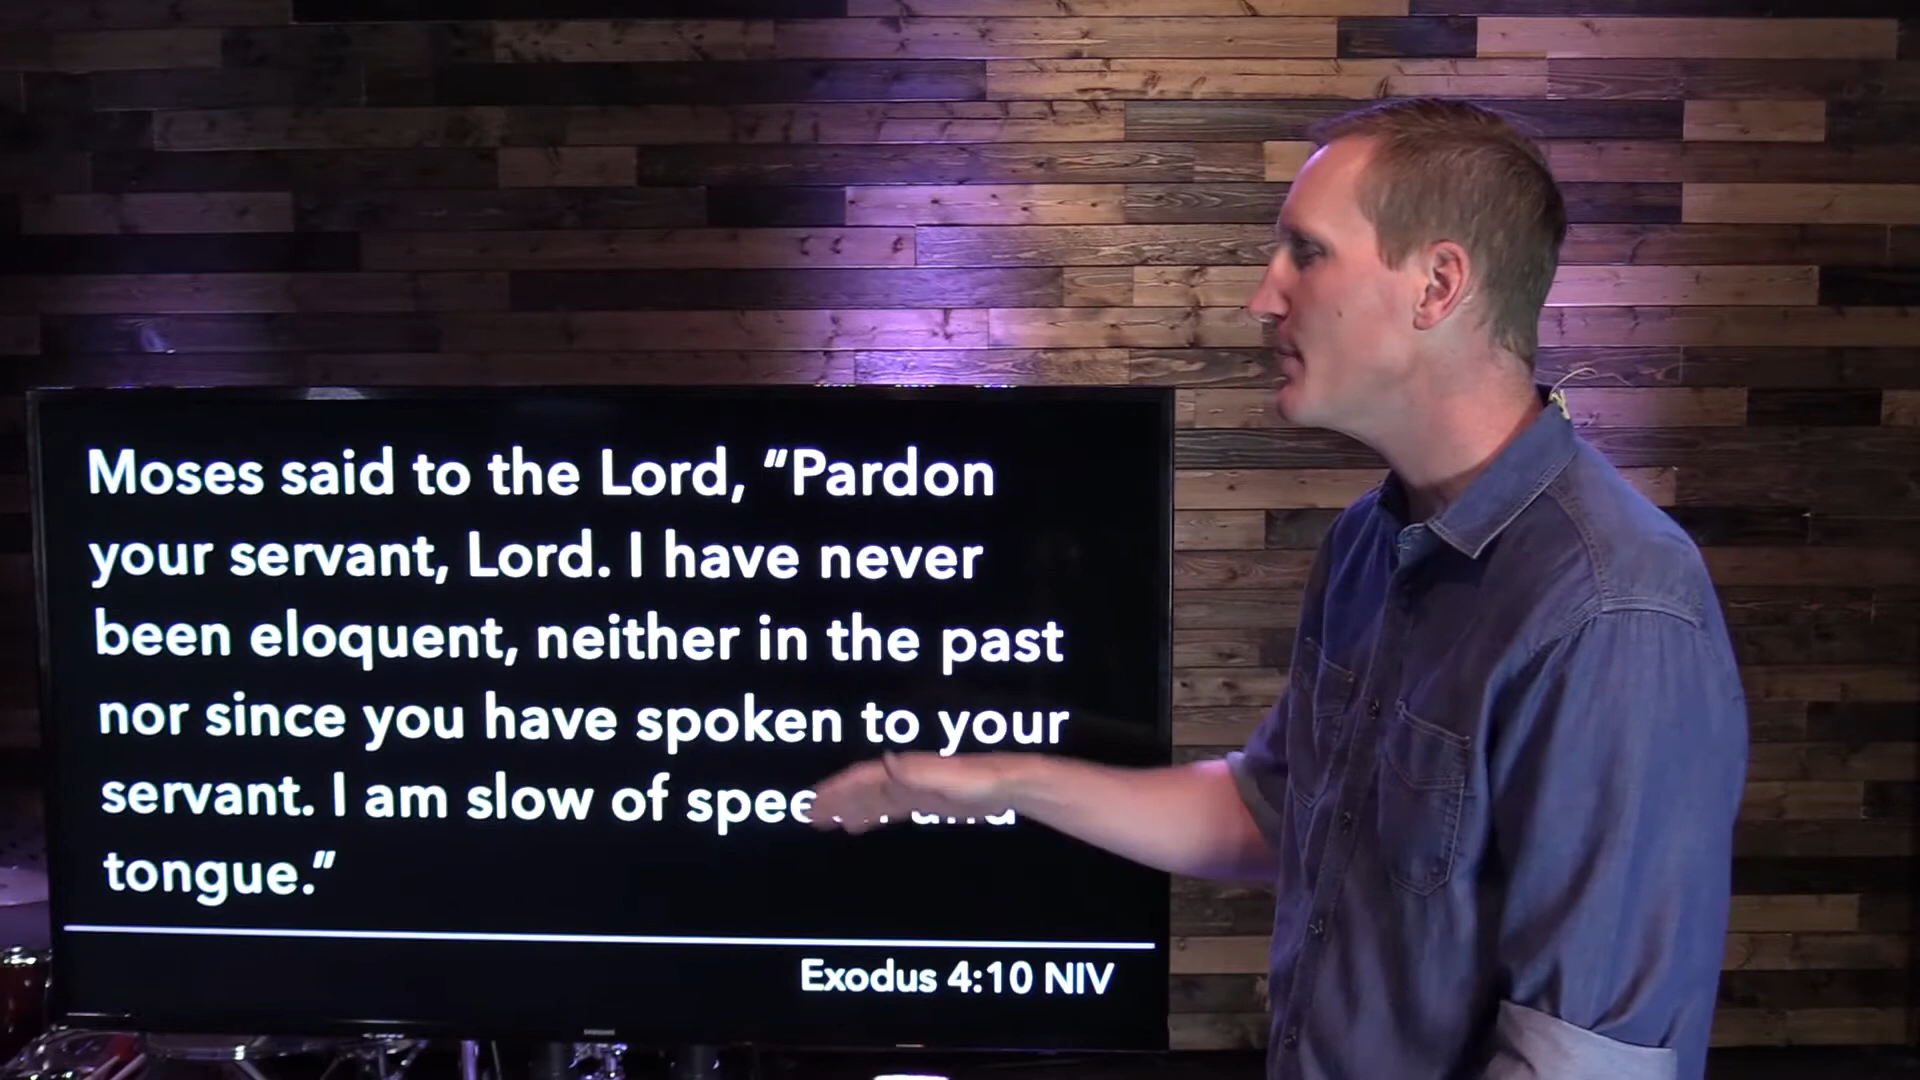 Moses said to the Lord, “Pardon
your servant, Lord. I have never
been eloquent, neither in the past
nor since you have spoken to your
servant. I am slow of
tongue.”
Exodus 4:10 NIV
SAMSUNG